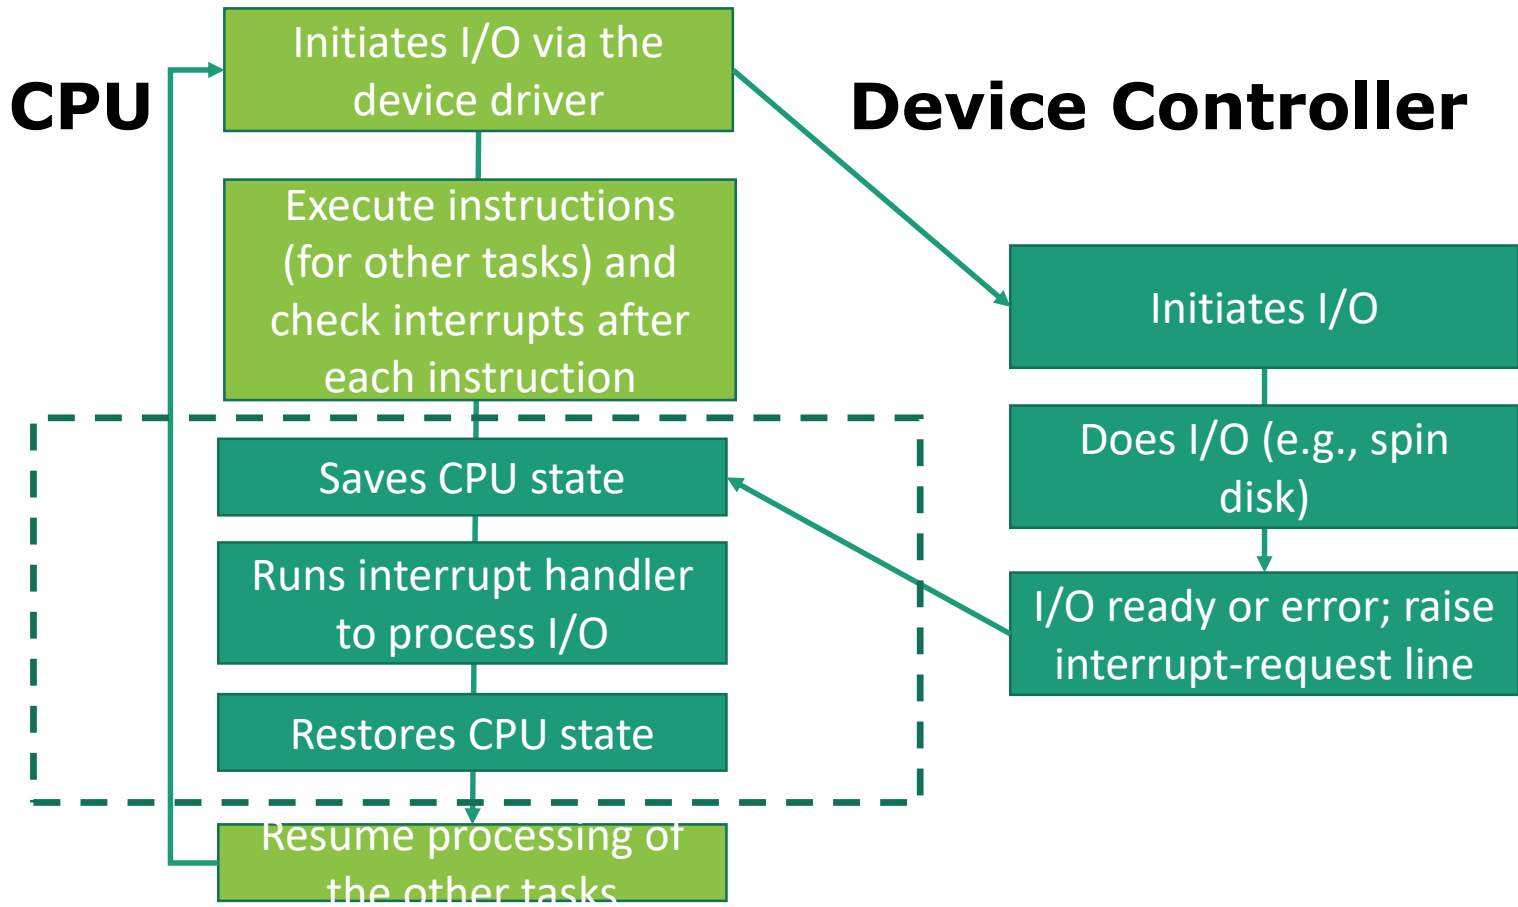 CPU
Device Controller
Initiates I/O via the
device driver
Execute instructions
(for other tasks) and
check interrupts after
each instruction
Saves CPU state
Runs interrupt handler
to process I/O
Restores CPU state
Resume processing of
the other tasks
Initiates I/O
Does I/O (e.g., spin
disk)
I/O ready or error; raise
interrupt-request line